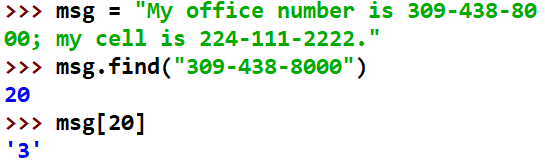 >>> msg = "My office number is 309-438-80
00; my cell is 224-111-2222."
>>> msg.find("309-438-8000")
20
>>> msg[20]
'3'